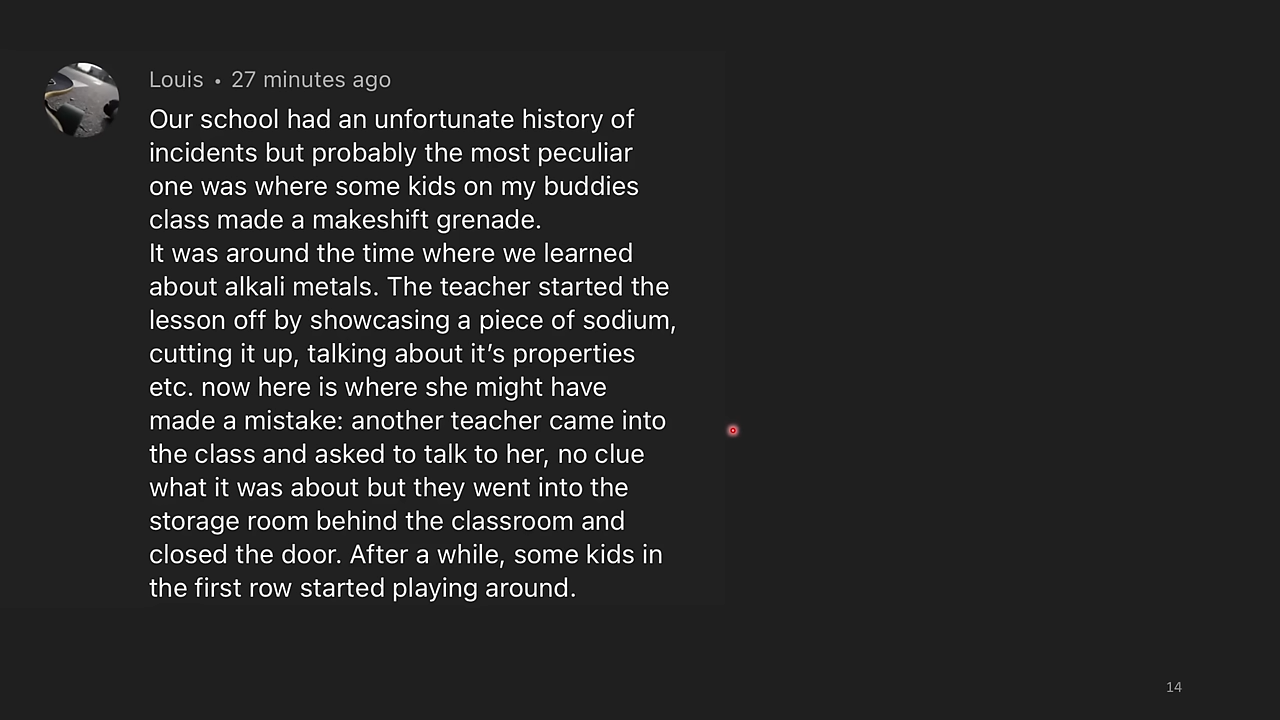 Louis • 27 minutes ago
Our school had an unfortunate history of
incidents but probably the most peculiar
one was where some kids on my buddies
class made a makeshift grenade.
It was around the time where we learned
about alkali metals. The teacher started the
lesson off by showcasing a piece of sodium,
cutting it up, talking about it’s properties
etc. now here is where she might have
made a mistake: another teacher came into
the class and asked to talk to her, no clue
what it was about but they went into the
storage room behind the classroom and
closed the door. After a while, some kids in
the first row started playing around.
14